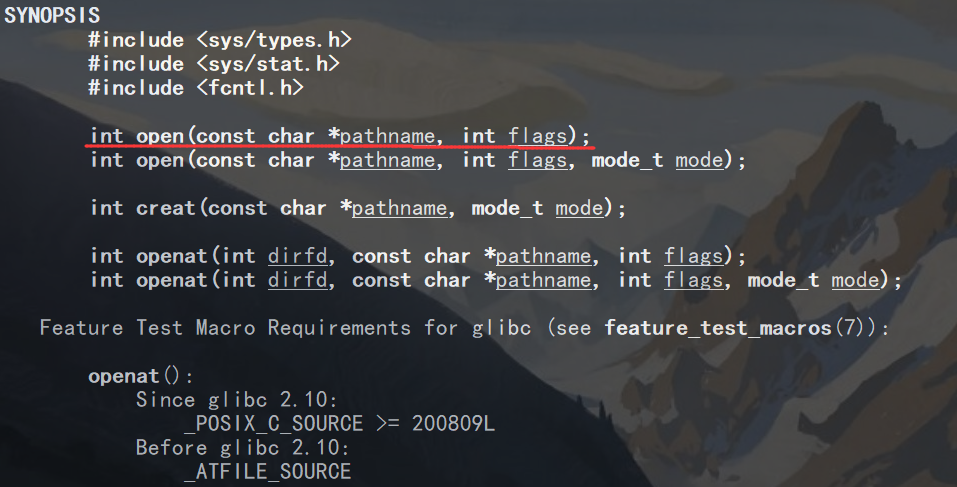 SYNOPSIS
#include <sys/types.h>
#include <sys/stat.h>
#include <fcntl.h>
int open(const char *pathname, int flags);
int open(const char *pathname, int flags, mode_t mode);
int creat(const char *pathname, mode_t mode);
int openat(int dirfd, const char *pathname, int flags);
int openat(int dirfd, const char *pathname, int flags, mode_t mode);
Feature Test Macro Requirements for glibc (see feature_test_macros(7)):
openat():
Since glibc 2.10:
_POSIX_C_SOURCE >= 200809L
Before glibc 2.10:
_ATFILE_SOURCE